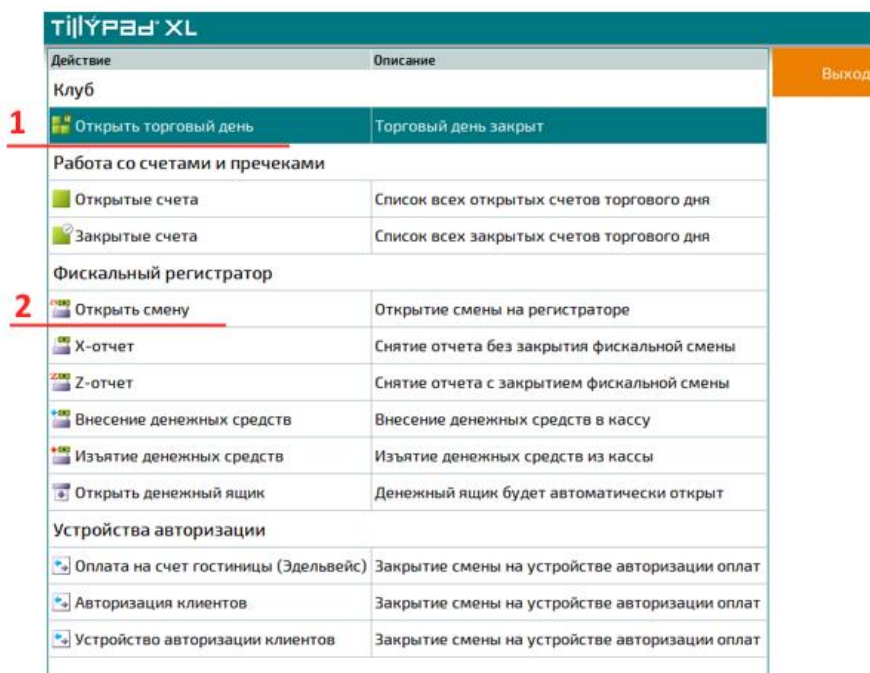 TillYPad XL
Действие Описание
Выход
Клуб
1 Открыть торговый день Торговый день закрыт
Работа со счетами и пречеками
Открытые счета Список всех открытых счетов торгового дня
Закрытые счета Список всех закрытых счетов торгового дня
Фискальный регистратор
2 Открыть смену Открытие смены на регистраторе
X-отчет Снятие отчета без закрытия фискальной смены
Z-отчет Снятие отчета с закрытием фискальной смены
Внесение денежных средств Внесение денежных средств в кассу
Изъятие денежных средств Изъятие денежных средств из кассы
Открыть денежный ящик Денежный ящик будет автоматически открыт
Устройства авторизации
Оплата на счет гостиницы (Эдельвейс) Закрытие смены на устройстве авторизации оплат
Авторизация клиентов Закрытие смены на устройстве авторизации оплат
Устройство авторизации клиентов Закрытие смены на устройстве авторизации оплат